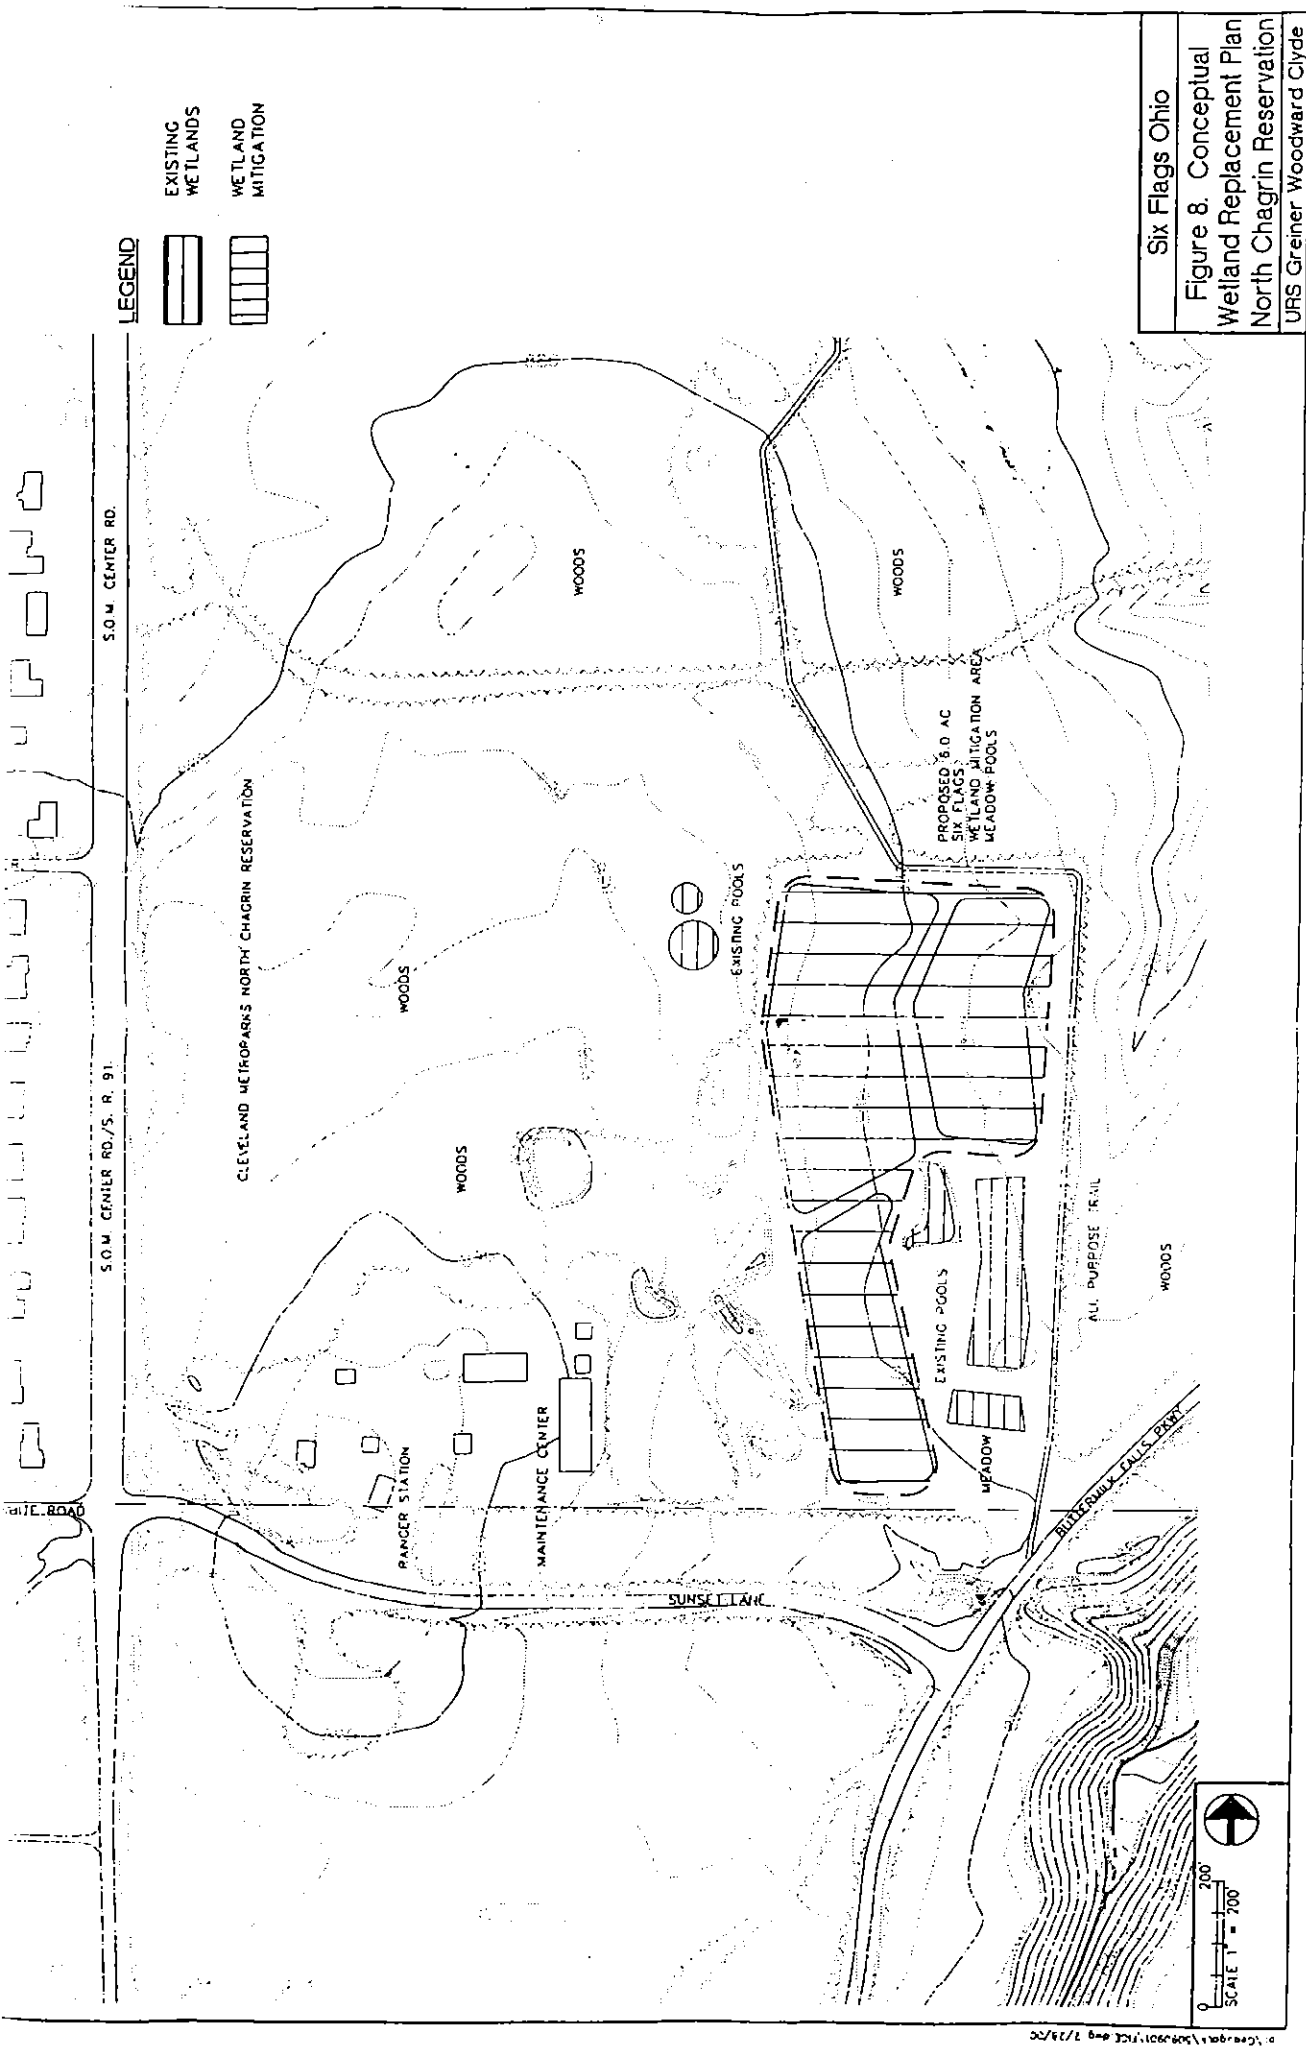 LEGEND
EXISTING
WETLANDS
WETLAND
MITIGATION
S.O.M. CENTER RD.
S.O.M. CENTER RD./S. R. 91
CLEVELAND METROPARKS NORTH CHAGRIN RESERVATION
WOODS
WOODS
WOODS
WOODS
WOODS
EXISTING POOLS
PROPOSED 6.0 AC
SIX FLAGS
WETLAND MITIGATION AREA
MEADOW POOLS
EXISTING POOLS
MEADOW
ALL PURPOSE TRAIL
BUTTERMILK FALLS PKWY
RANGER STATION
MAINTENANCE CENTER
SUNSET LANE
ROAD
0
200'
SCALE 1" = 200'
Six Flags Ohio
Figure 8. Conceptual
Wetland Replacement Plan
North Chagrin Reservation
URS Greiner Woodward Clyde